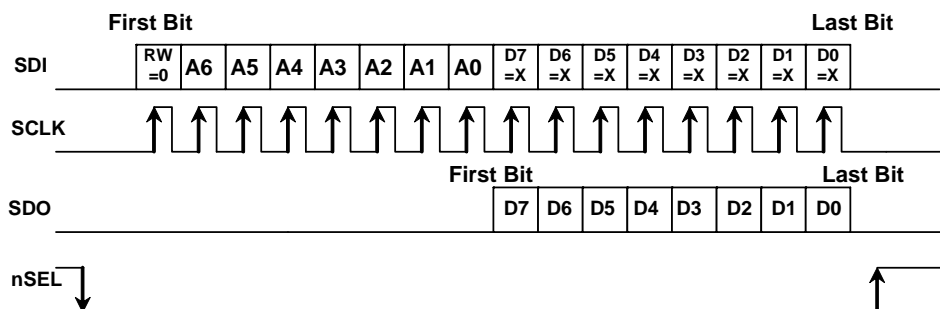 First Bit Last Bit
SDI RW =0 A6 A5 A4 A3 A2 A1 A0 D7 =X D6 =X D5 =X D4 =X D3 =X D2 =X D1 =X D0 =X
SCLK
First Bit Last Bit
SDO D7 D6 D5 D4 D3 D2 D1 D0
nSEL